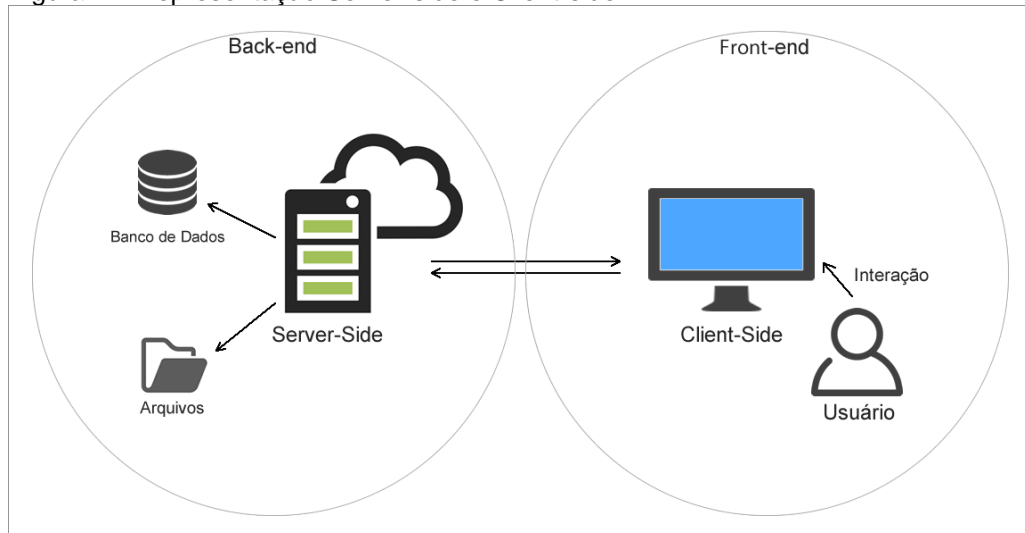 Back-end
Front-end
Banco de Dados
Server-Side
Arquivos
Interação
Client-Side
Usuário